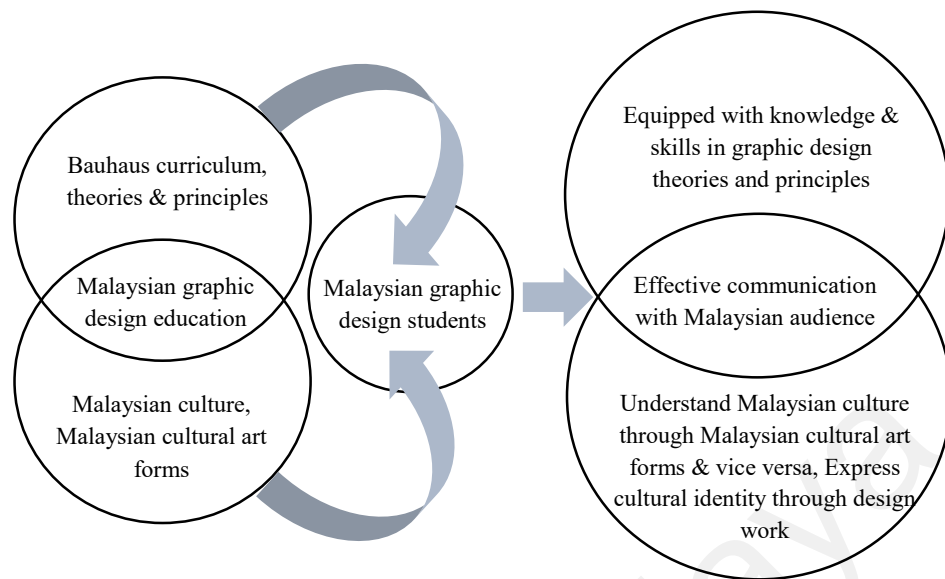 Bauhaus curriculum,
theories & principles
Malaysian graphic
design education
Malaysian culture,
Malaysian cultural art
forms
Malaysian graphic
design students
Equipped with knowledge &
skills in graphic design
theories and principles
Effective communication
with Malaysian audience
Understand Malaysian culture
through Malaysian cultural art
forms & vice versa, Express
cultural identity through design
work